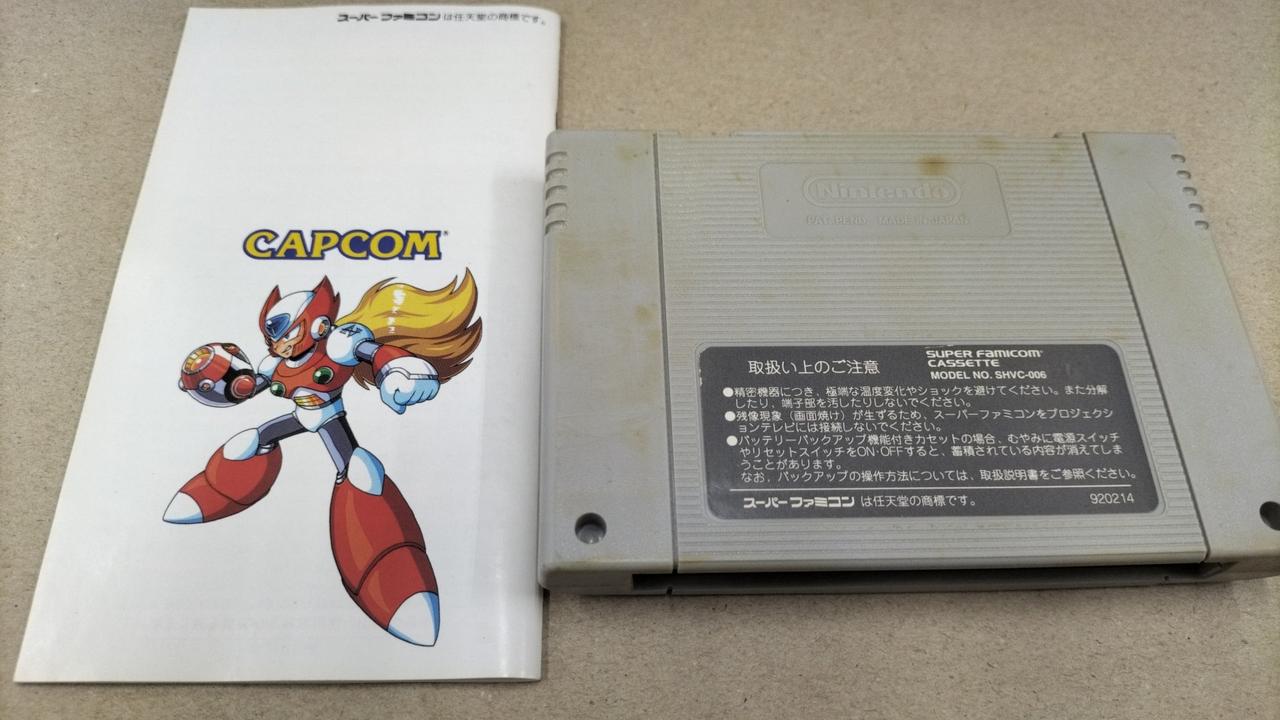 スーパーファミコンは任天堂の商標です。
CAPCOM
Nintendo
PAT. PEND. MADE IN JAPAN
取扱い上のご注意
SUPER FAMICOM
CASSETTE
MODEL NO. SHVC-006
●精密機器につき、極端な温度変化やショックを避けてください。また分解
したり、端子部を汚したりしないでください。
●残像現象(画面焼け)が生ずるため、スーパーファミコンをプロジェクシ
ョンテレビには接続しないでください。
●バッテリーバックアップ機能付きカセットの場合、むやみに電源スイッチ
やリセットスイッチをON・OFFすると、蓄積されている内容が消えてしま
うことがあります。
なお、バックアップの操作方法については、取扱説明書をご参照ください。
スーパーファミコンは任天堂の商標です。
920214